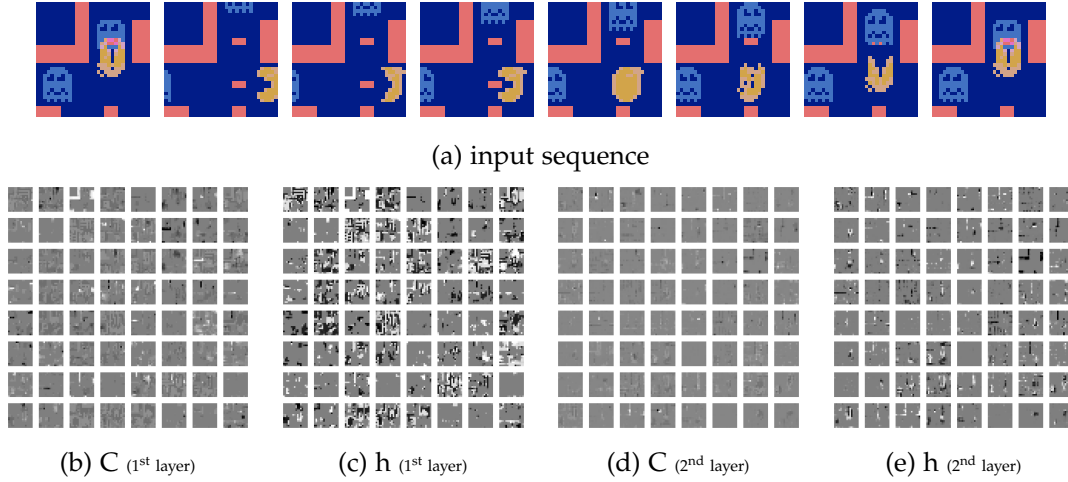 (a) input sequence
(b) C (1st layer)
(c) h (1st layer)
(d) C (2nd layer)
(e) h (2nd layer)